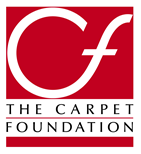 Cf
THE CARPET
FOUNDATION